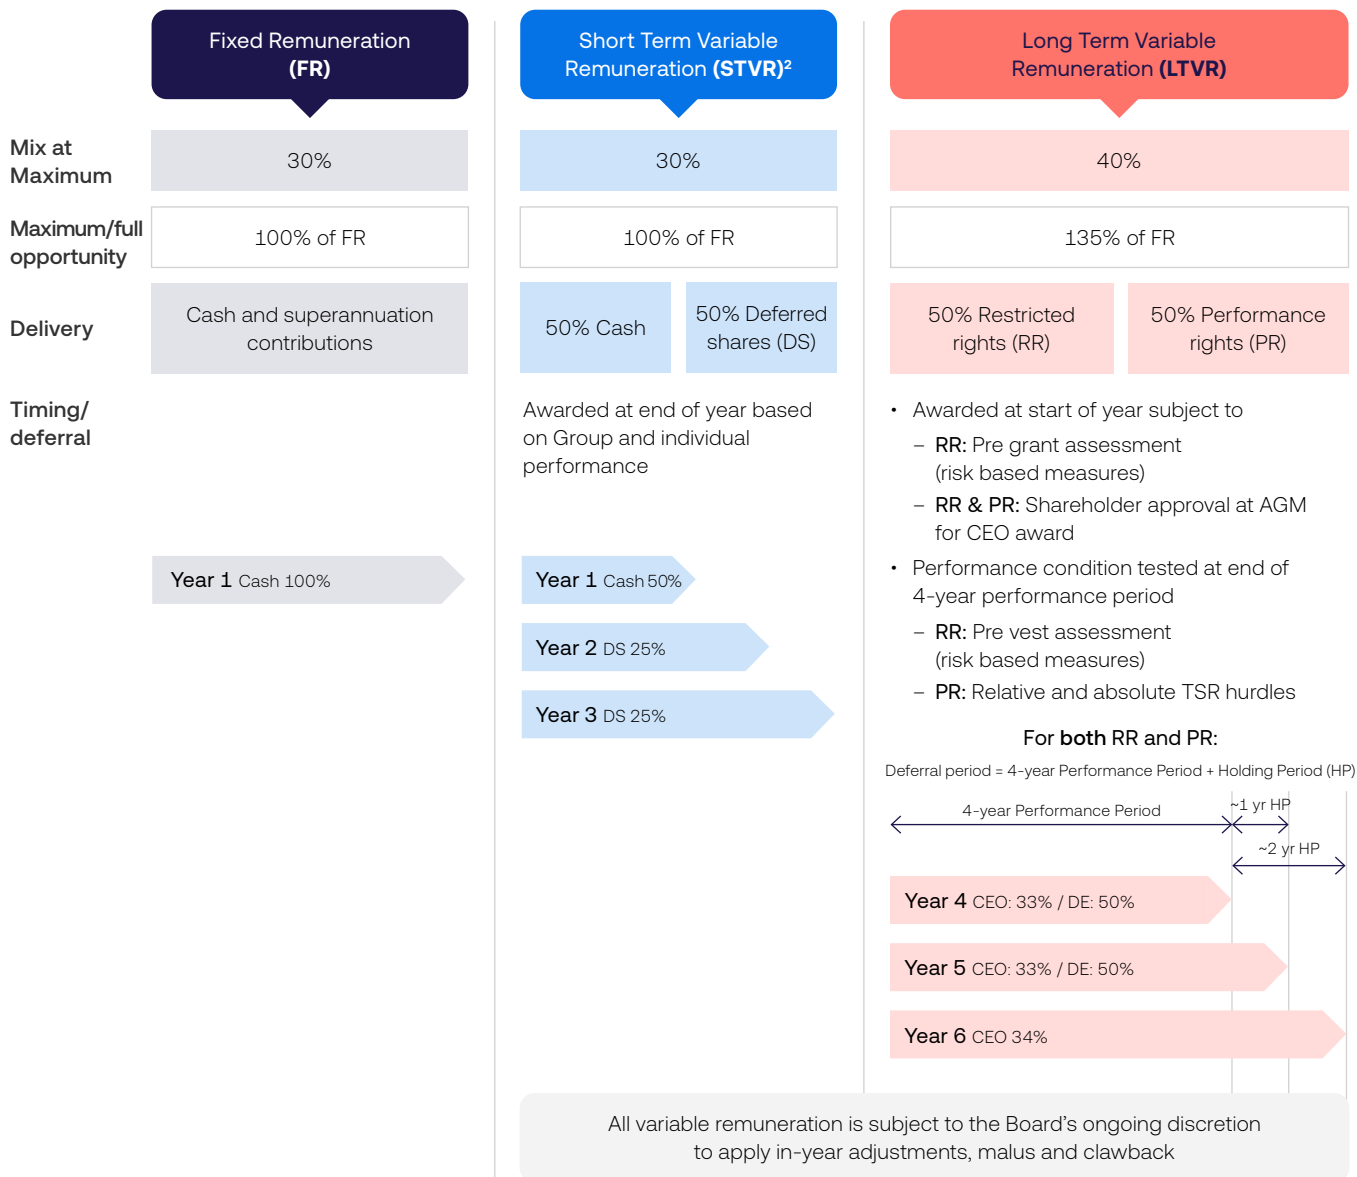 Fixed Remuneration
(FR)
Short Term Variable
Remuneration (STVR)²
Long Term Variable
Remuneration (LTVR)
Mix at
Maximum
30%
30%
40%
Maximum/full
opportunity
100% of FR
100% of FR
135% of FR
Delivery
Cash and superannuation
contributions
50% Cash
50% Deferred
shares (DS)
50% Restricted
rights (RR)
50% Performance
rights (PR)
Timing/
deferral
Year 1 Cash 100%
Awarded at end of year based
on Group and individual
performance
Year 1 Cash 50%
Year 2 DS 25%
Year 3 DS 25%
• Awarded at start of year subject to
– RR: Pre grant assessment
(risk based measures)
– RR & PR: Shareholder approval at AGM
for CEO award
• Performance condition tested at end of
4-year performance period
– RR: Pre vest assessment
(risk based measures)
– PR: Relative and absolute TSR hurdles
For both RR and PR:
Deferral period = 4-year Performance Period + Holding Period (HP)
4-year Performance Period
~1 yr HP
~2 yr HP
Year 4 CEO: 33% / DE: 50%
Year 5 CEO: 33% / DE: 50%
Year 6 CEO 34%
All variable remuneration is subject to the Board’s ongoing discretion
to apply in-year adjustments, malus and clawback